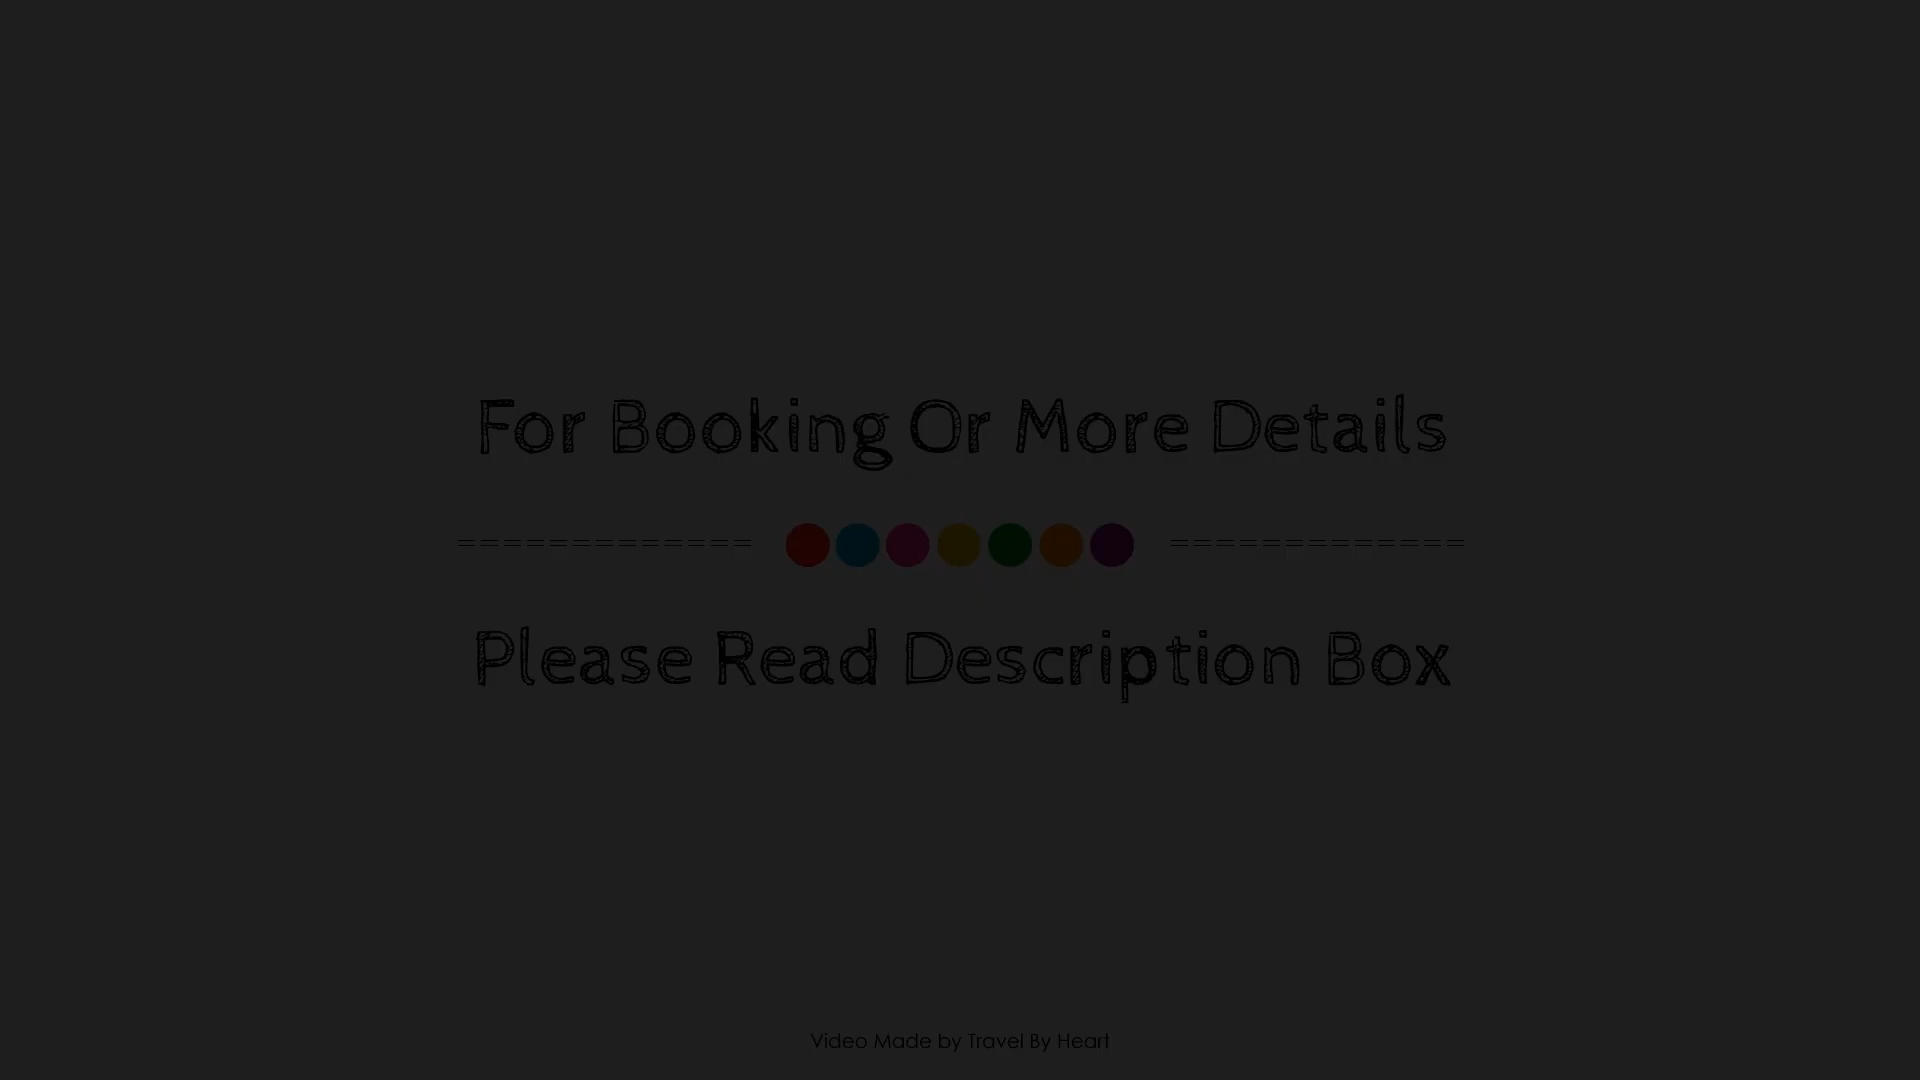 For Booking Or More Details
============= =============
Please Read Description Box
Video Made by Travel By Heart